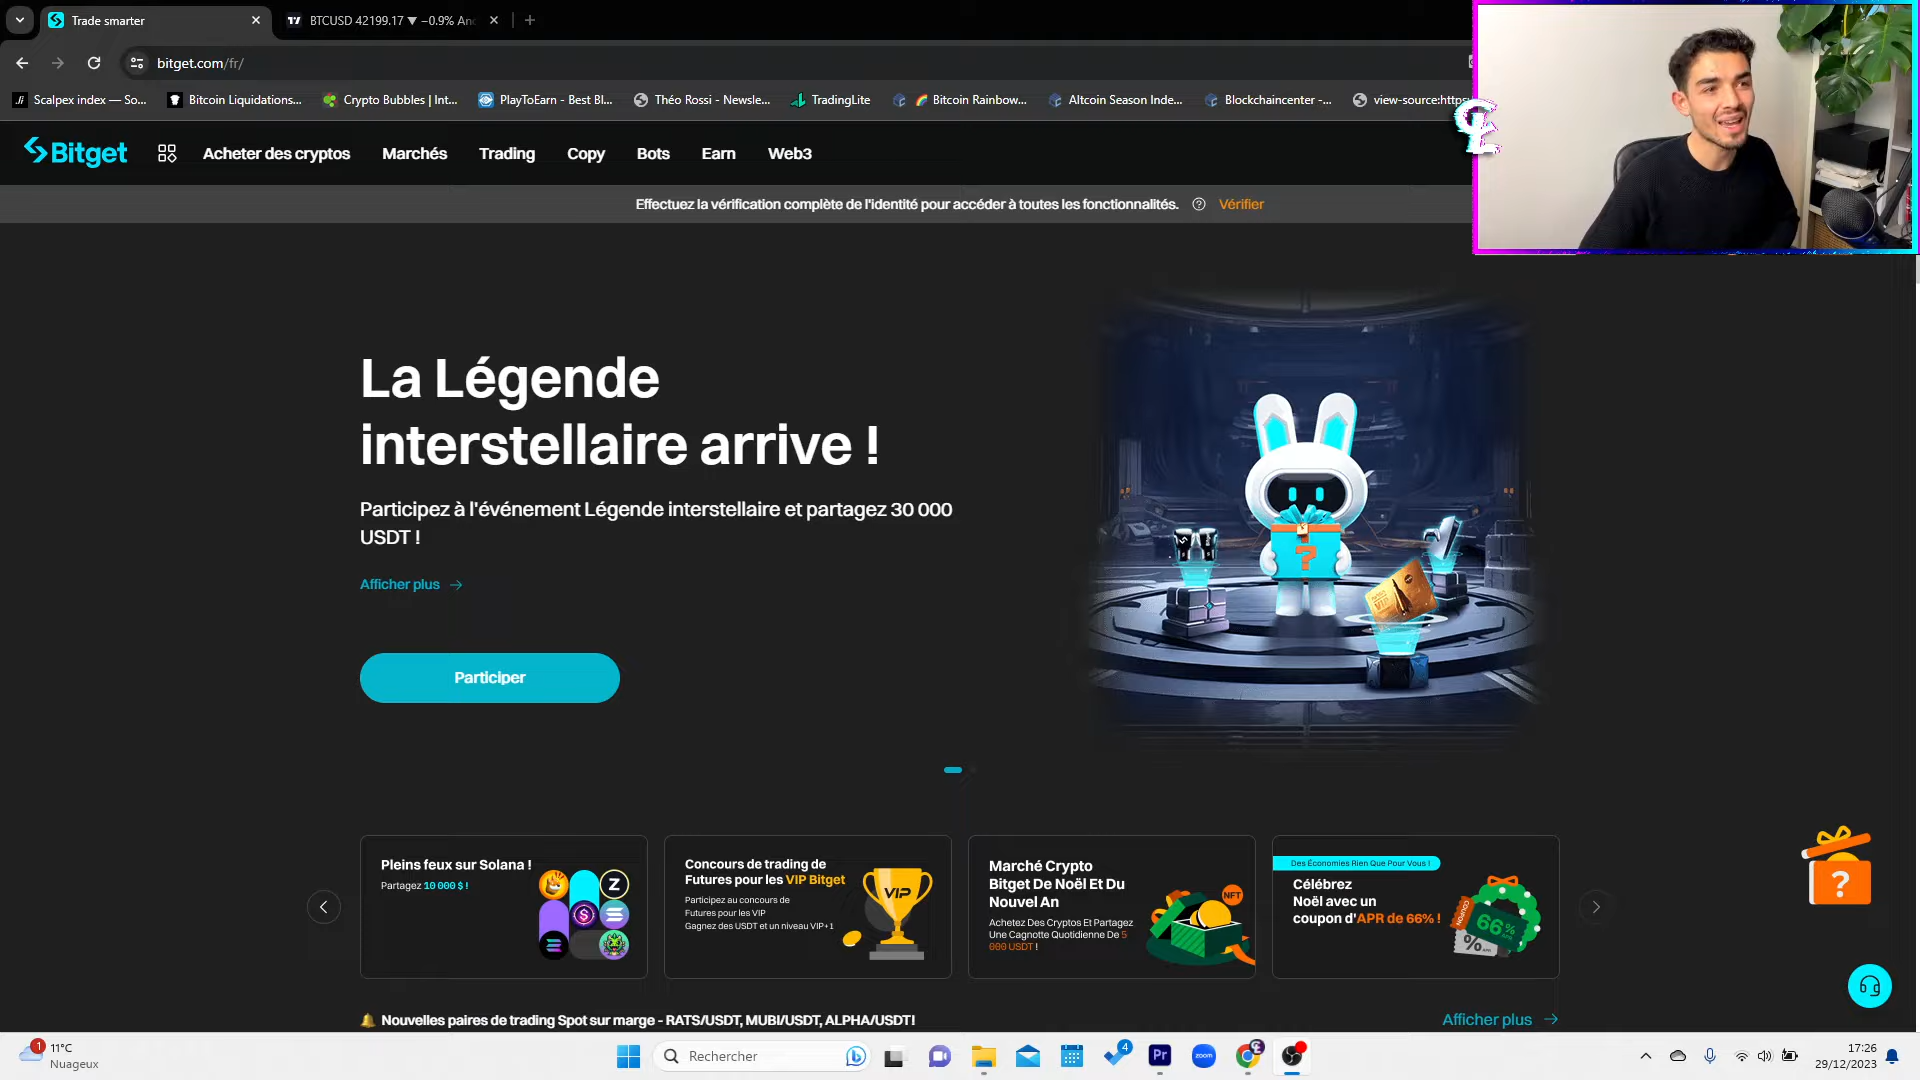 Trade smarter
BTCUSD 42199.17 ▼ −0.9%
bitget.com/fr/
Scalpex index — So...
Bitcoin Liquidations...
Crypto Bubbles | Int...
PlayToEarn - Best Bl...
Théo Rossi - Newsle...
TradingLite
Bitcoin Rainbow...
Altcoin Season Inde...
Blockchaincenter -...
view-source:https
Bitget
Acheter des cryptos
Marchés
Trading
Copy
Bots
Earn
Web3
Effectuez la vérification complète de l'identité pour accéder à toutes les fonctionnalités.
Vérifier
La Légende
interstellaire arrive !
Participez à l'événement Légende interstellaire et partagez 30 000
USDT !
Afficher plus →
Participer
Pleins feux sur Solana !
Partagez 10 000 $ !
Concours de trading de
Futures pour les VIP Bitget
Participez au concours de
Futures pour les VIP
Gagnez des USDT et un niveau VIP+1
VIP
Marché Crypto
Bitget De Noël Et Du
Nouvel An
Achetez Des Cryptos Et Partagez
Une Cagnotte Quotidienne De 5
000 USDT !
NFT
Des Économies Rien Que Pour Vous !
Célébrez
Noël avec un
coupon d'APR de 66% !
COUPON
66%
%
?
?
Nouvelles paires de trading Spot sur marge - RATS/USDT, MUBI/USDT, ALPHA/USDT!
Afficher plus →
1
11°C
Nuageux
Rechercher
4
Pr
zoom
17:26
29/12/2023